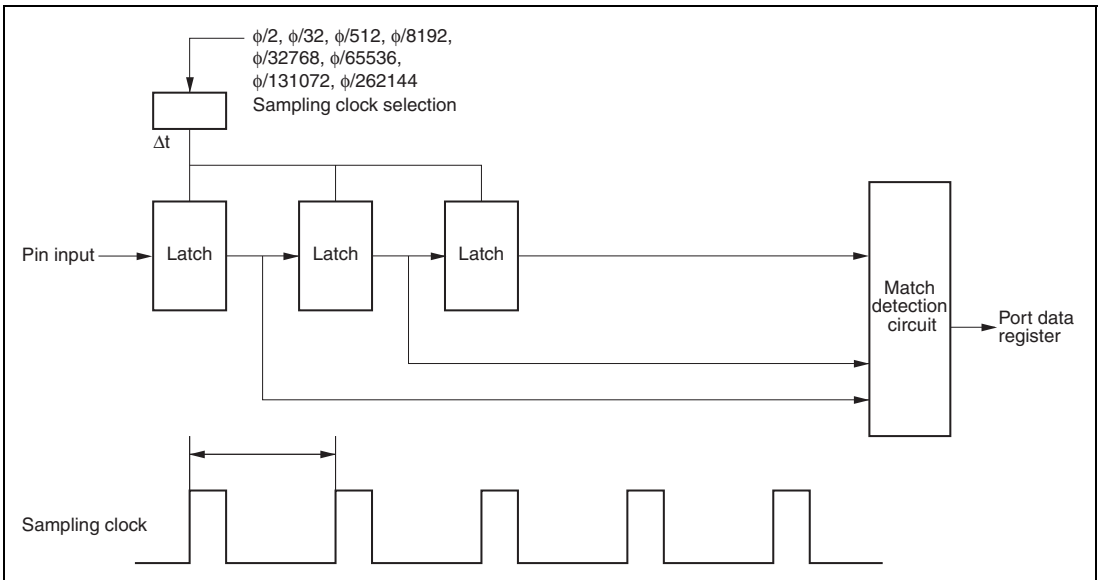 ϕ/2, ϕ/32, ϕ/512, ϕ/8192,
ϕ/32768, ϕ/65536,
ϕ/131072, ϕ/262144
Sampling clock selection
Δt
Pin input
Latch
Latch
Latch
Match
detection
circuit
Port data
register
Sampling clock